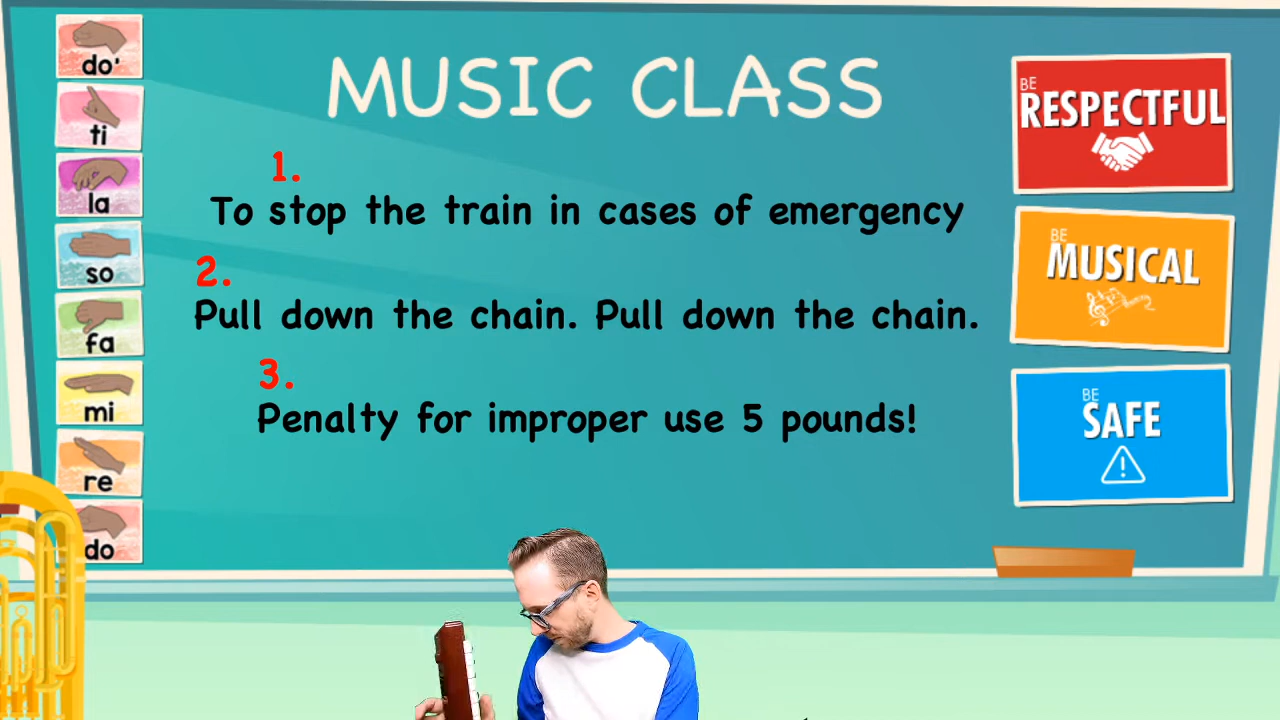 do'
ti
la
so
fa
mi
re
do
MUSIC CLASS
1.
To stop the train in cases of emergency
2.
Pull down the chain. Pull down the chain.
3.
Penalty for improper use 5 pounds!
BE
RESPECTFUL
BE
MUSICAL
BE
SAFE